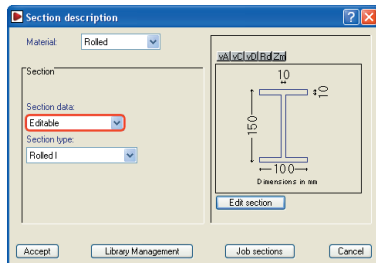 Section description
Material:
Rolled
Section
Section data:
Editable
Section type:
Rolled I
vA vC vD Rd Zm
10
10
150
100
Dimensions in mm
Edit section
Accept
Library Management
Job sections
Cancel